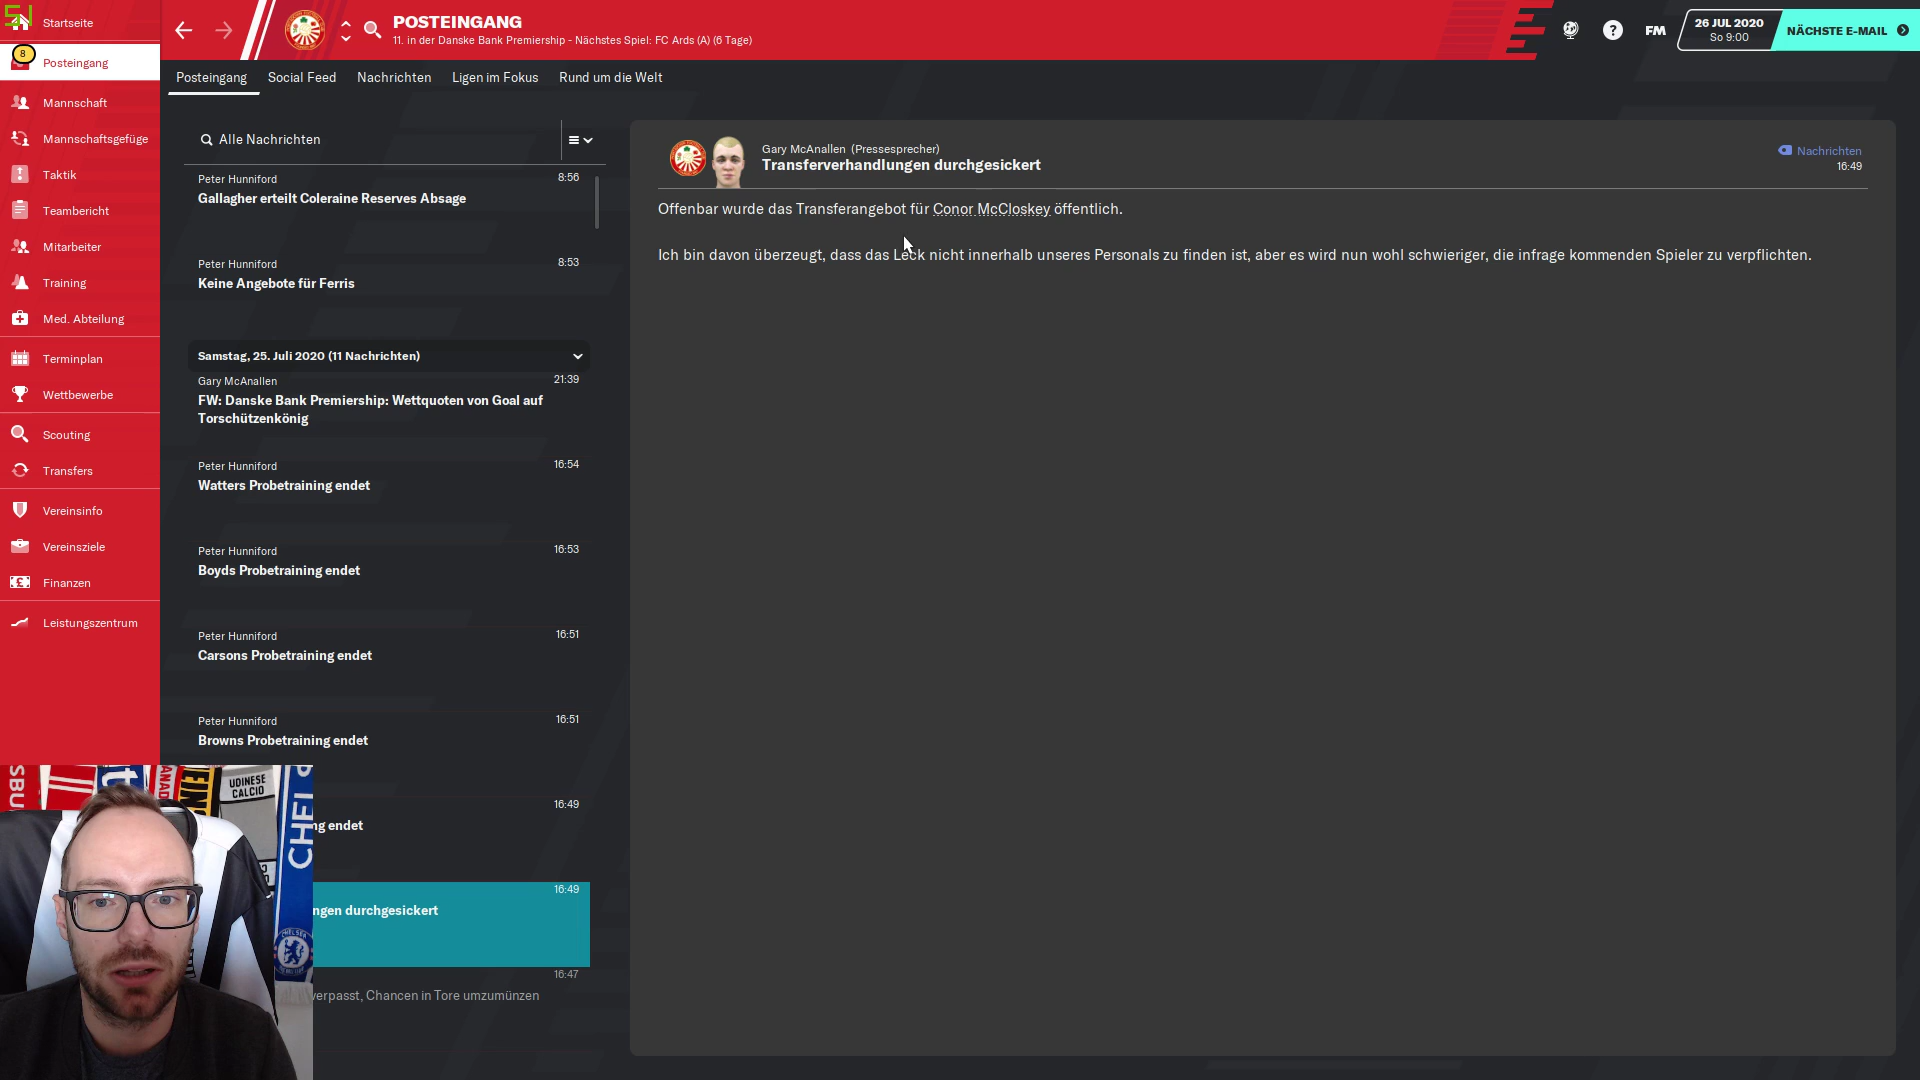 Startseite
8
Posteingang
Mannschaft
Mannschaftsgefüge
Taktik
Teambericht
Mitarbeiter
Training
Med. Abteilung
Terminplan
Wettbewerbe
Scouting
Transfers
Vereinsinfo
Vereinsziele
Finanzen
Leistungszentrum
POSTEINGANG
11. in der Danske Bank Premiership - Nächstes Spiel: FC Ards (A) (6 Tage)
?
FM
26 JUL 2020
So 9:00
NÄCHSTE E-MAIL
Posteingang Social Feed Nachrichten Ligen im Fokus Rund um die Welt
Alle Nachrichten
Peter Hunniford 8:56
Gallagher erteilt Coleraine Reserves Absage
Peter Hunniford 8:53
Keine Angebote für Ferris
Samstag, 25. Juli 2020 (11 Nachrichten)
Gary McAnallen 21:39
FW: Danske Bank Premiership: Wettquoten von Goal auf
Torschützenkönig
Peter Hunniford 16:54
Watters Probetraining endet
Peter Hunniford 16:53
Boyds Probetraining endet
Peter Hunniford 16:51
Carsons Probetraining endet
Peter Hunniford 16:51
Browns Probetraining endet
16:49
ng endet
16:49
ngen durchgesickert
16:47
verpasst, Chancen in Tore umzumünzen
Gary McAnallen (Pressesprecher)
Transferverhandlungen durchgesickert
Nachrichten
16:49
Offenbar wurde das Transferangebot für Conor McCloskey öffentlich.
Ich bin davon überzeugt, dass das Leck nicht innerhalb unseres Personals zu finden ist, aber es wird nun wohl schwieriger, die infrage kommenden Spieler zu verpflichten.
SBU
ANAD
UDINESE
CALCIO
CHEL